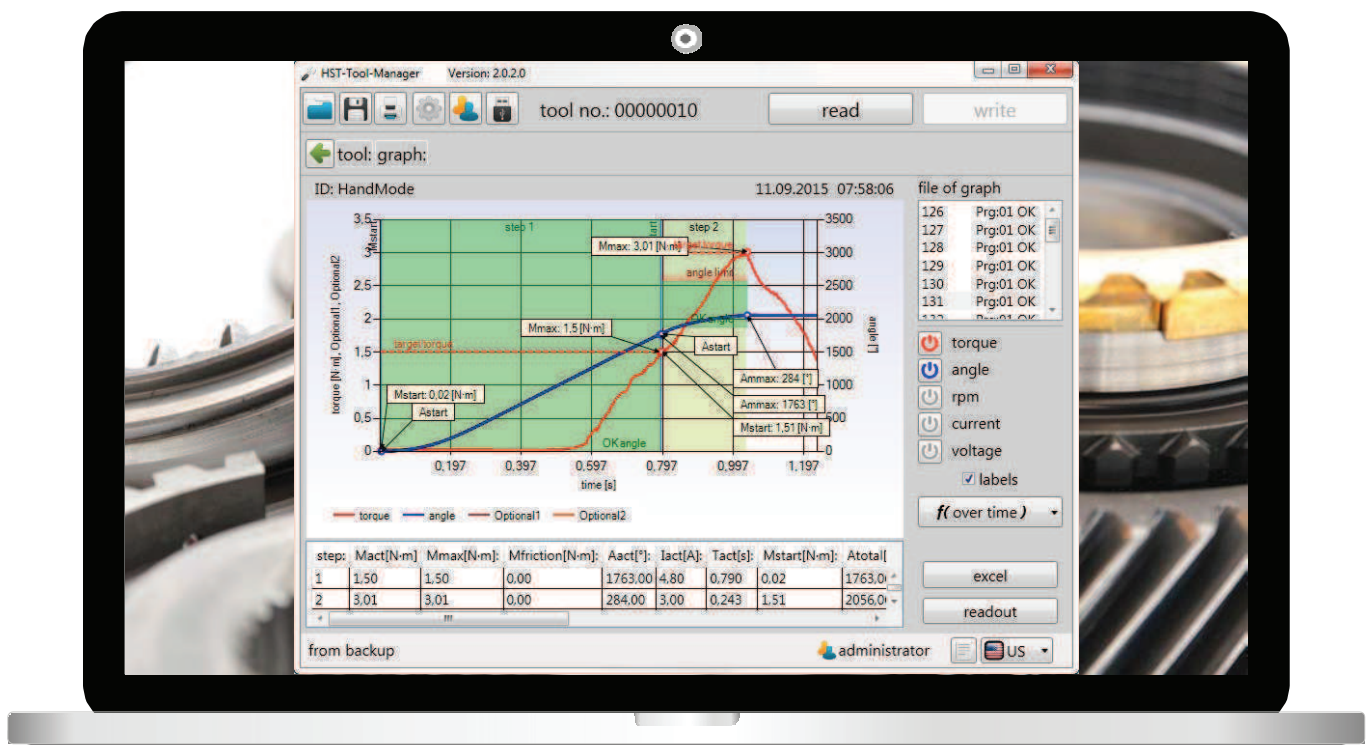 HST-Tool-Manager Version: 2.0.2.0
tool no.: 00000010 read write
tool: graph:
ID: HandMode 11.09.2015 07:58:06 file of graph
126 Prg:01 OK
127 Prg:01 OK
128 Prg:01 OK
129 Prg:01 OK
130 Prg:01 OK
131 Prg:01 OK
torque
angle
rpm
current
voltage
labels
f( over time )
excel
readout
3.5 3500
3 3000
2.5 2500
2 2000
1.5 1500
1 1000
0.5 500
0 0
Mstart
step 1
step 2
Mmax: 3,01 [N·m]
target torque
angle limit
OK angle
Mmax: 1,5 [N·m]
target torque
Astart
Mstart: 0,02 [N·m]
Astart
Ammax: 284 [°]
Ammax: 1763 [°]
Mstart: 1,51 [N·m]
OK angle
torque [N·m], Optional1, Optional2
angle [°]
0.197 0.397 0.597 0.797 0.997 1.197
time [s]
torque angle Optional1 Optional2
step: Mact[N·m] Mmax[N·m]: Mfriction[N·m]: Aact[°]: Iact[A]: Tact[s]: Mstart[N·m]: Atotal[
1 1,50 1,50 0.00 1763,00 4,80 0,790 0,02 1763,0
2 3,01 3,01 0,00 284,00 3,00 0,243 1,51 2056,0
from backup administrator US